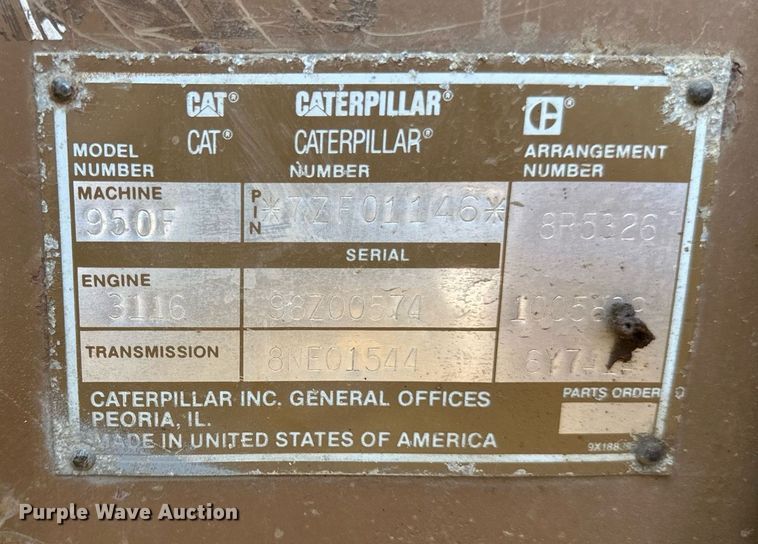 CAT® CATERPILLAR® C®
CAT® CATERPILLAR®
MODEL NUMBER NUMBER ARRANGEMENT NUMBER
MACHINE PIN
950F *7ZF01146* 8R5326
SERIAL
ENGINE
3116 98Z00574
TRANSMISSION 8NE01544
CATERPILLAR INC. GENERAL OFFICES PARTS ORDER
PEORIA, IL.
MADE IN UNITED STATES OF AMERICA
Purple Wave Auction